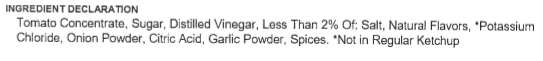 INGREDIENT DECLARATION
Tomato Concentrate, Sugar, Distilled Vinegar, Less Than 2% Of: Salt, Natural Flavors, *Potassium
Chloride, Onion Powder, Citric Acid, Garlic Powder, Spices. *Not in Regular Ketchup